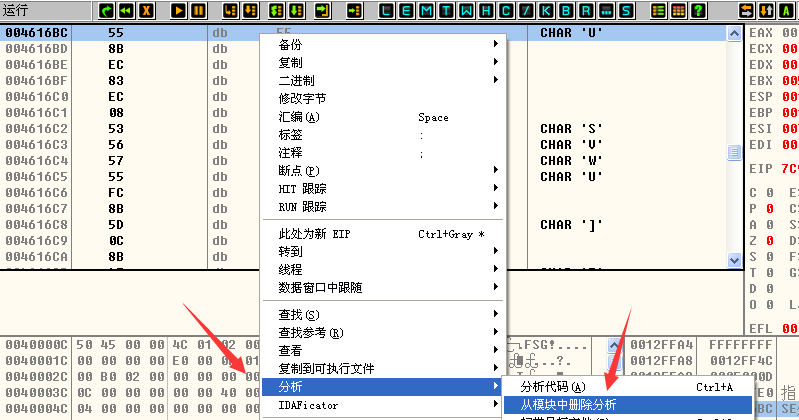 运行
L E M T W H C / K B R ... S
?
004616BC 55 db 55 CHAR 'U'
004616BD 8B db
004616BE EC db
004616BF 83 db
004616C0 EC db
004616C1 08 db
004616C2 53 db CHAR 'S'
004616C3 56 db CHAR 'V'
004616C4 57 db CHAR 'W'
004616C5 55 db CHAR 'U'
004616C6 FC db
004616C7 8B db
004616C8 5D db CHAR ']'
004616C9 0C db
004616CA 8B db
备份
复制
二进制
修改字节
汇编(A) Space
标签 :
注释 ;
断点(P)
HIT 跟踪
RUN 跟踪
此处为新 EIP Ctrl+Gray *
转到
线程
数据窗口中跟随
查找(S)
查找参考(R)
查看
复制到可执行文件
分析
IDAFicator
分析代码(A) Ctrl+A
从模块中删除分析
EAX 00
ECX 00
EDX 00
EBX 00
ESP 00
EBP 00
ESI 00
EDI 00
EIP 7C
C 0
P 0
A 0
Z 0
S 0
T 0
D 0
O 0
EFL 00
0040000C 50 45 00 00 4C 01 02 .FSG!....
0040001C 00 00 00 00 E0 00 01
0040002C 00 B0 02 00 00 00 00
0040003C 0C 00 00 00 00 00 40 00
0040004C 04 00 00 00 00 00 00 00
0012FFA4 FFFFFFFF
0012FFA8 0012FF4C
指
SE